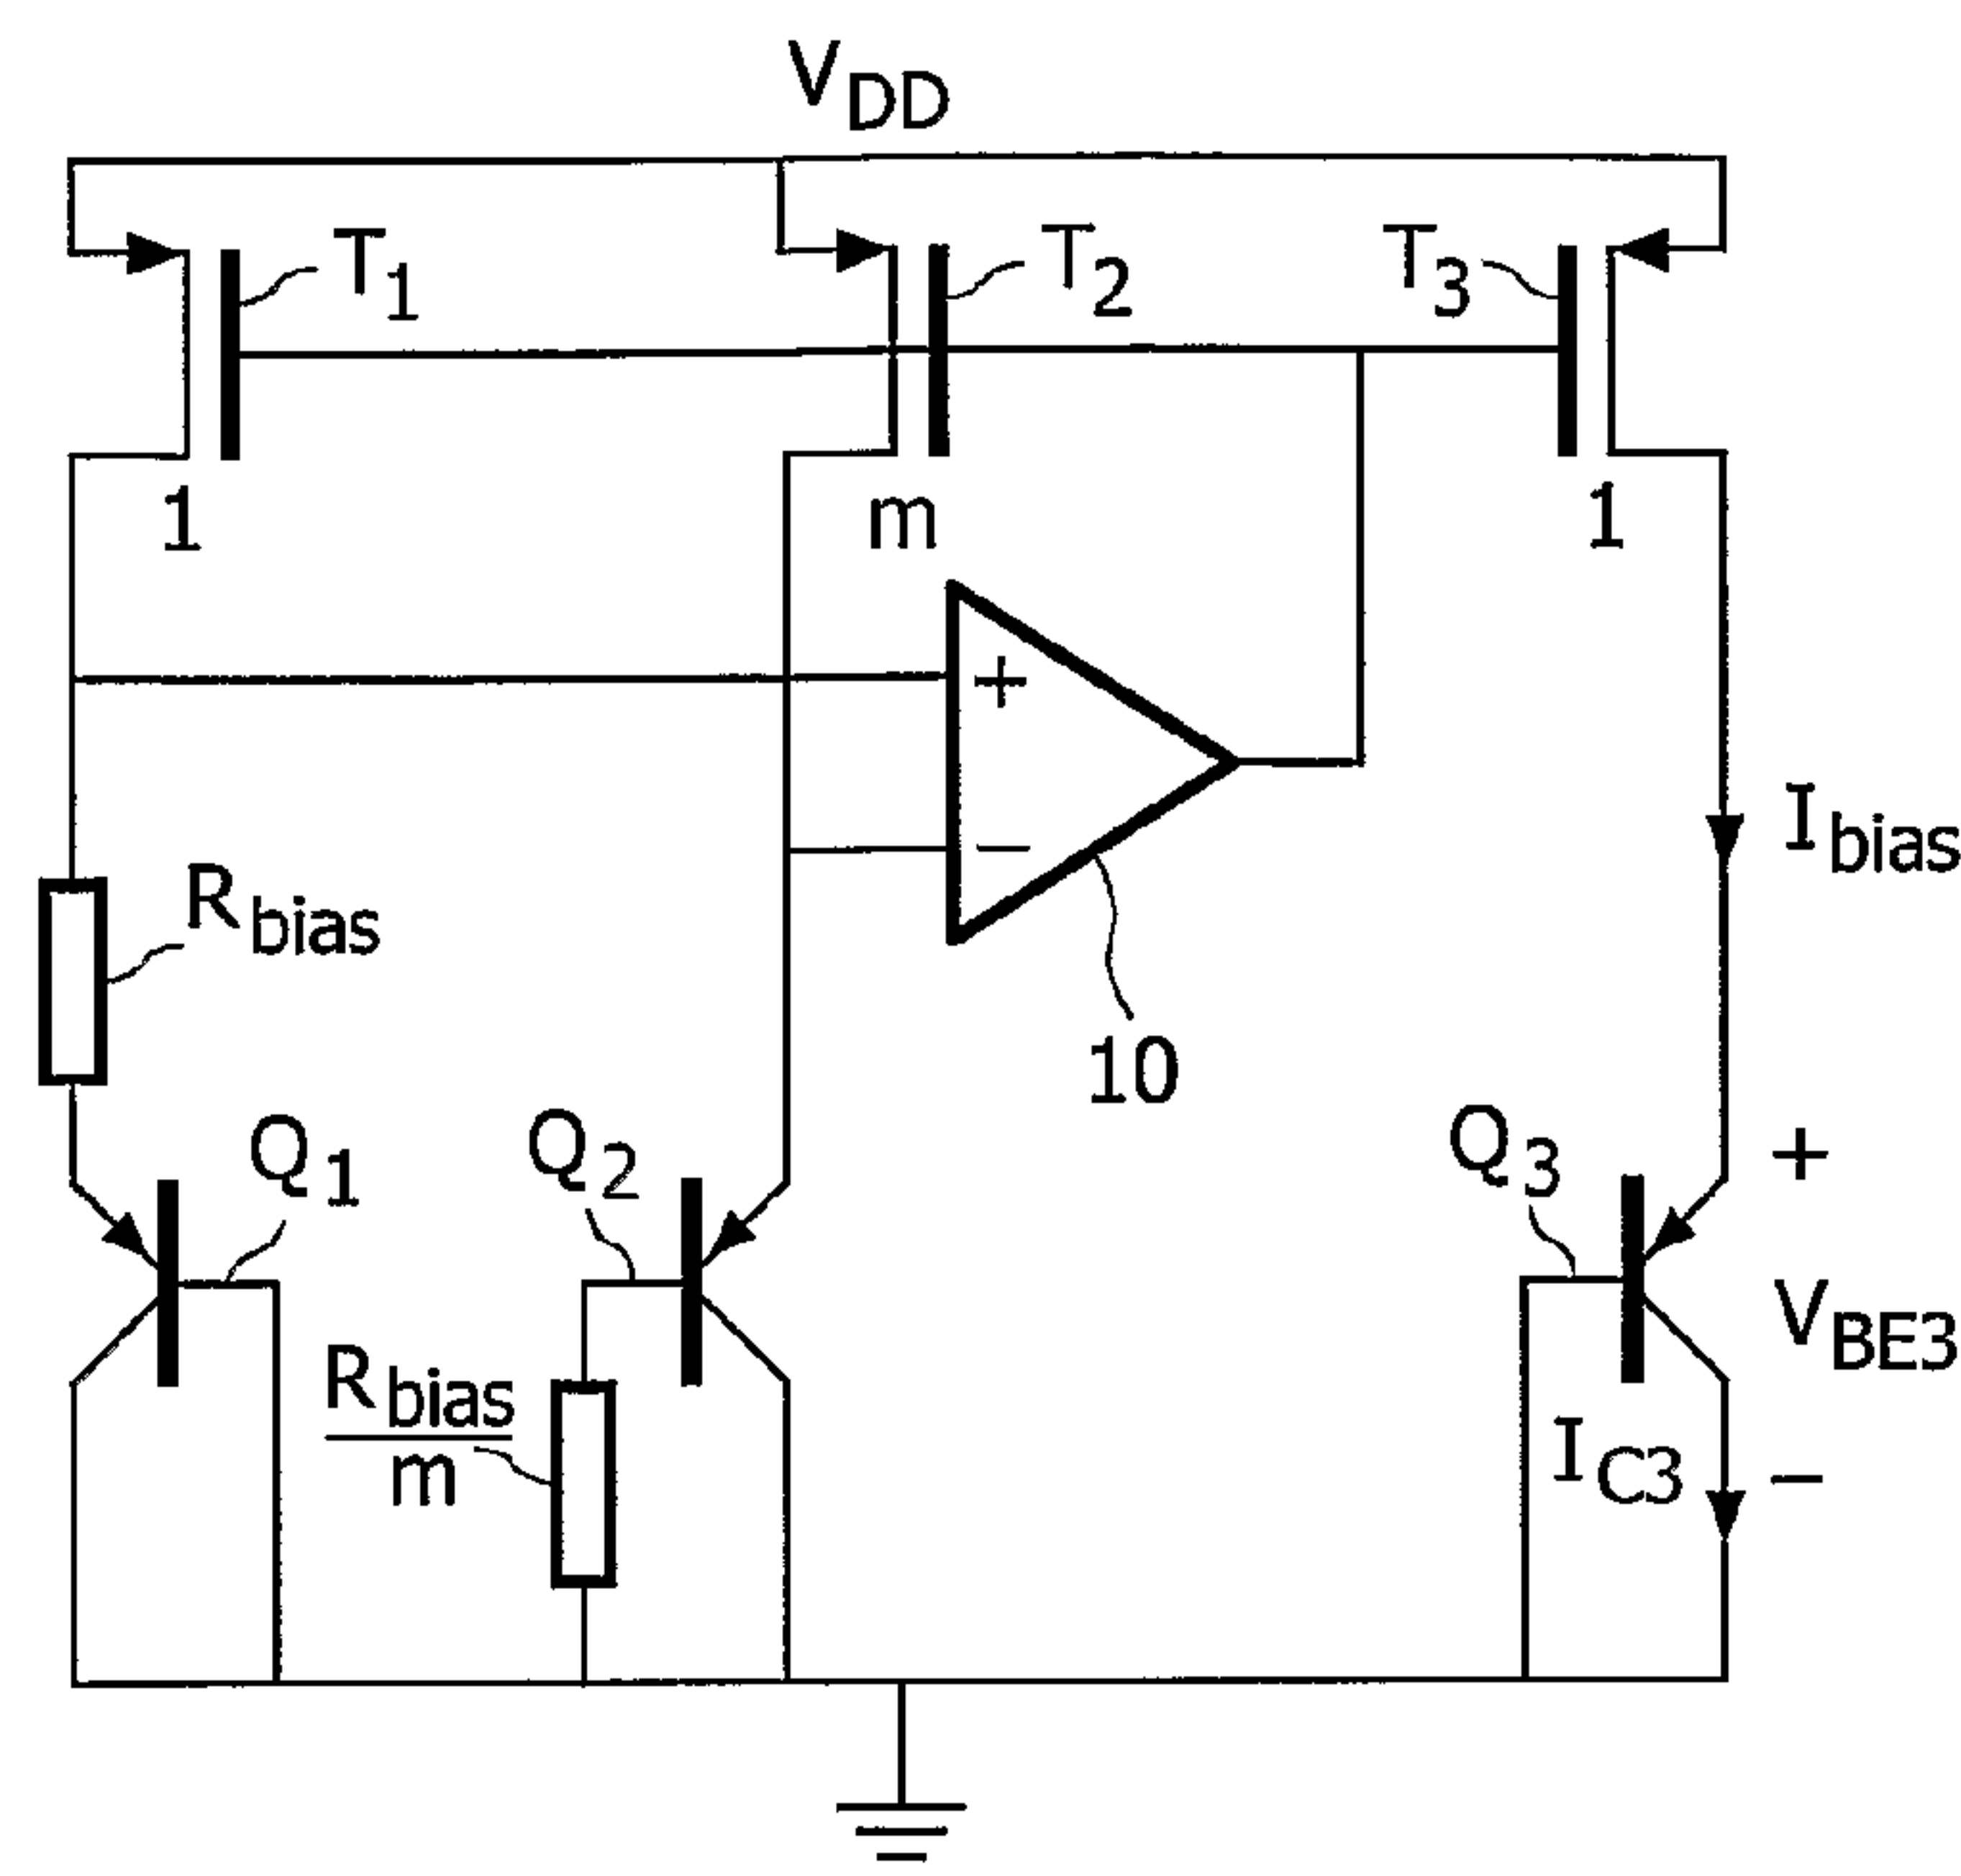 VDD
T1
T2
T3
1
m
1
+
−
Ibias
Rbias
10
Q1
Q2
Q3
+
VBE3
Rbias
m
IC3
−